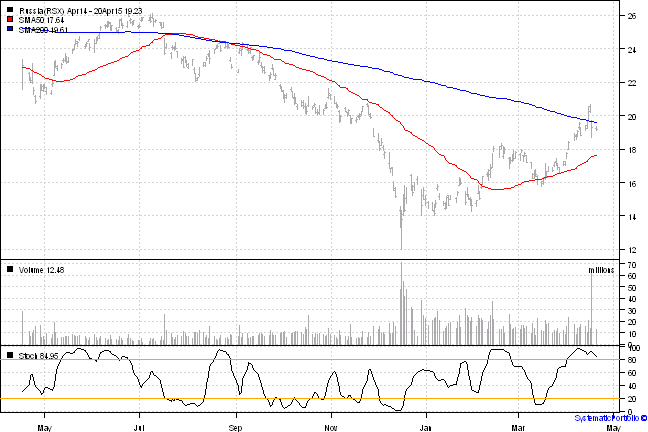 Russia(RSX) Apr14 - 20Apr15 19.23
SMA50 17.64
SMA200 19.61
26
24
22
20
18
16
14
12
Volume 12.48
millions
70
60
50
40
30
20
10
0
Stoch 84.95
100
80
60
40
20
0
May
Jul
Sep
Nov
Jan
Mar
May
SystematicPortfolio ©